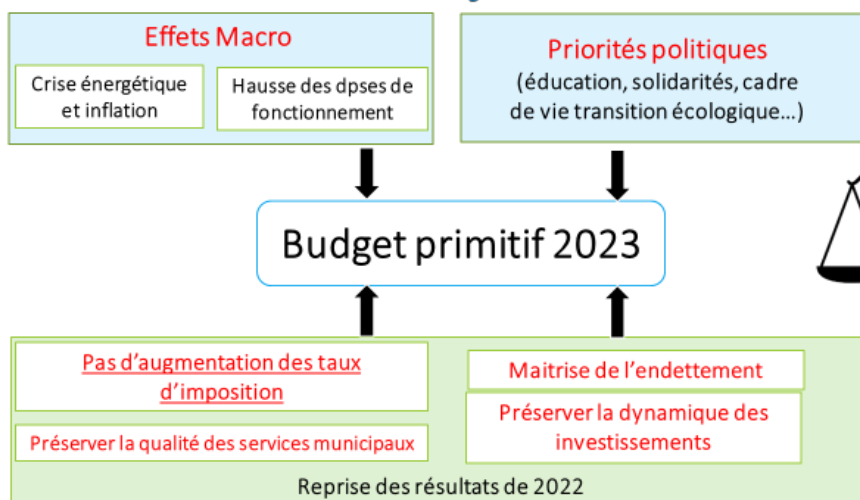 Effets Macro
Crise énergétique
et inflation
Hausse des dpses de
fonctionnement
Priorités politiques
(éducation, solidarités, cadre
de vie transition écologique...)
Budget primitif 2023
Pas d'augmentation des taux
d'imposition
Préserver la qualité des services municipaux
Maitrise de l'endettement
Préserver la dynamique des
investissements
Reprise des résultats de 2022